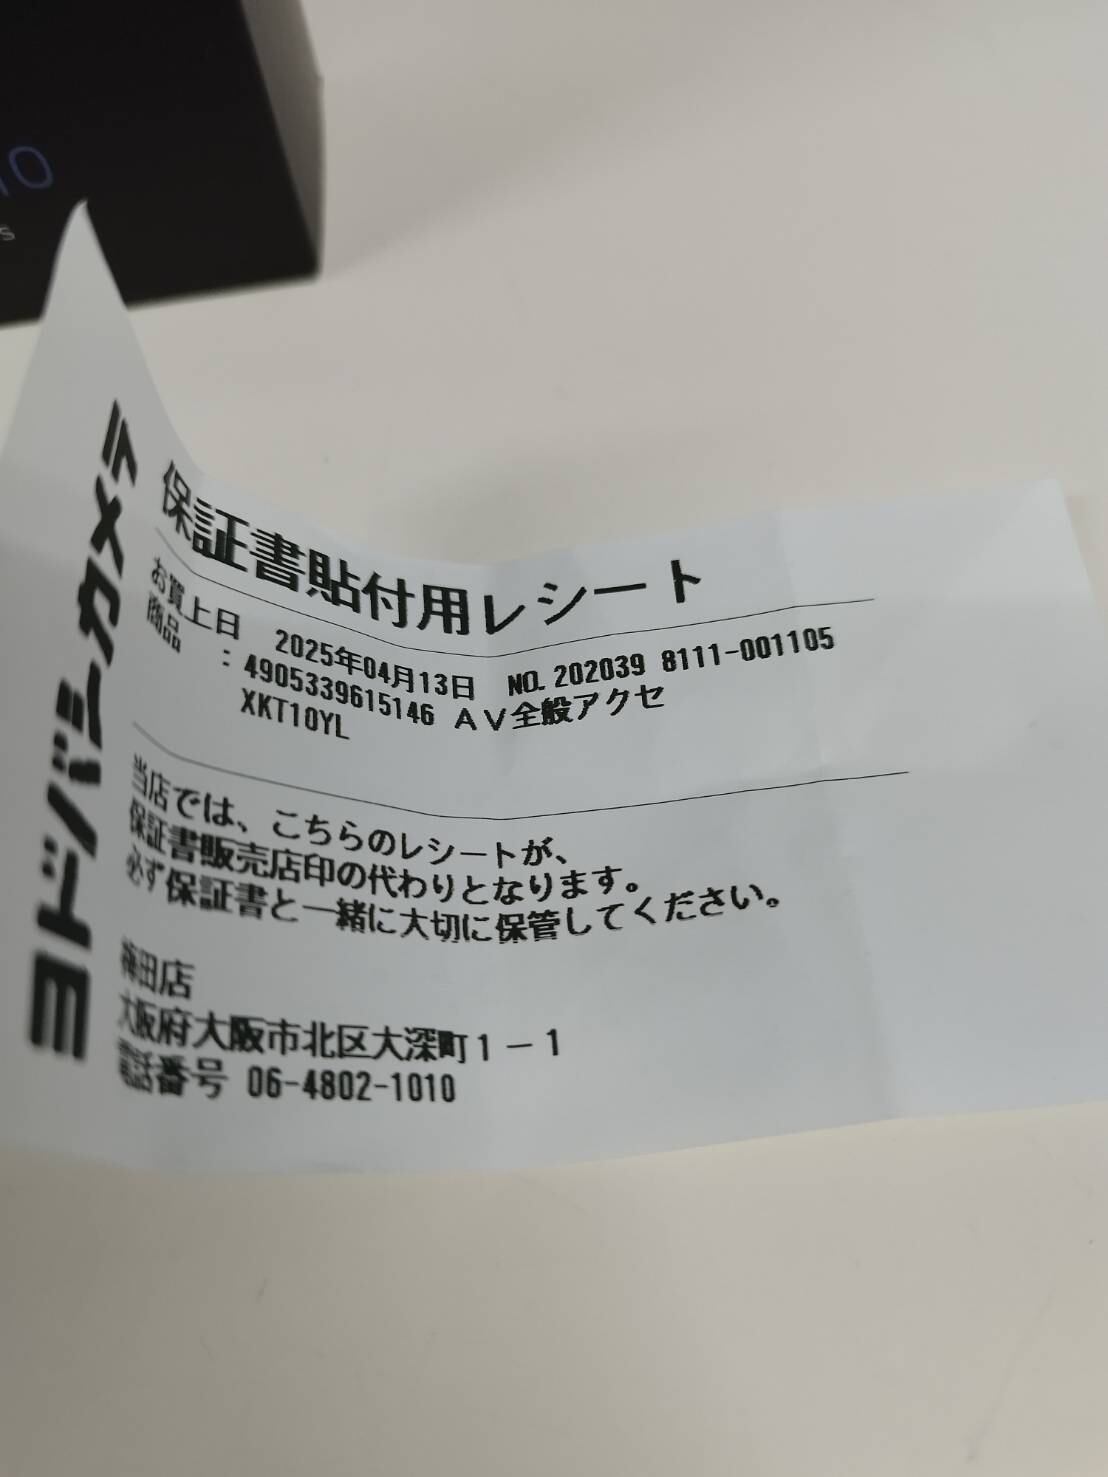 10
s
ヨドバシカメラ
保証書貼付用レシート
お買上日 2025年04月13日 NO. 202039 8111-001105
商品 : 4905339615146 AV全般アクセ
XKT10YL
当店では、こちらのレシートが、
保証書販売店印の代わりとなります。
必ず保証書と一緒に大切に保管してください。
梅田店
大阪府大阪市北区大深町1-1
電話番号 06-4802-1010